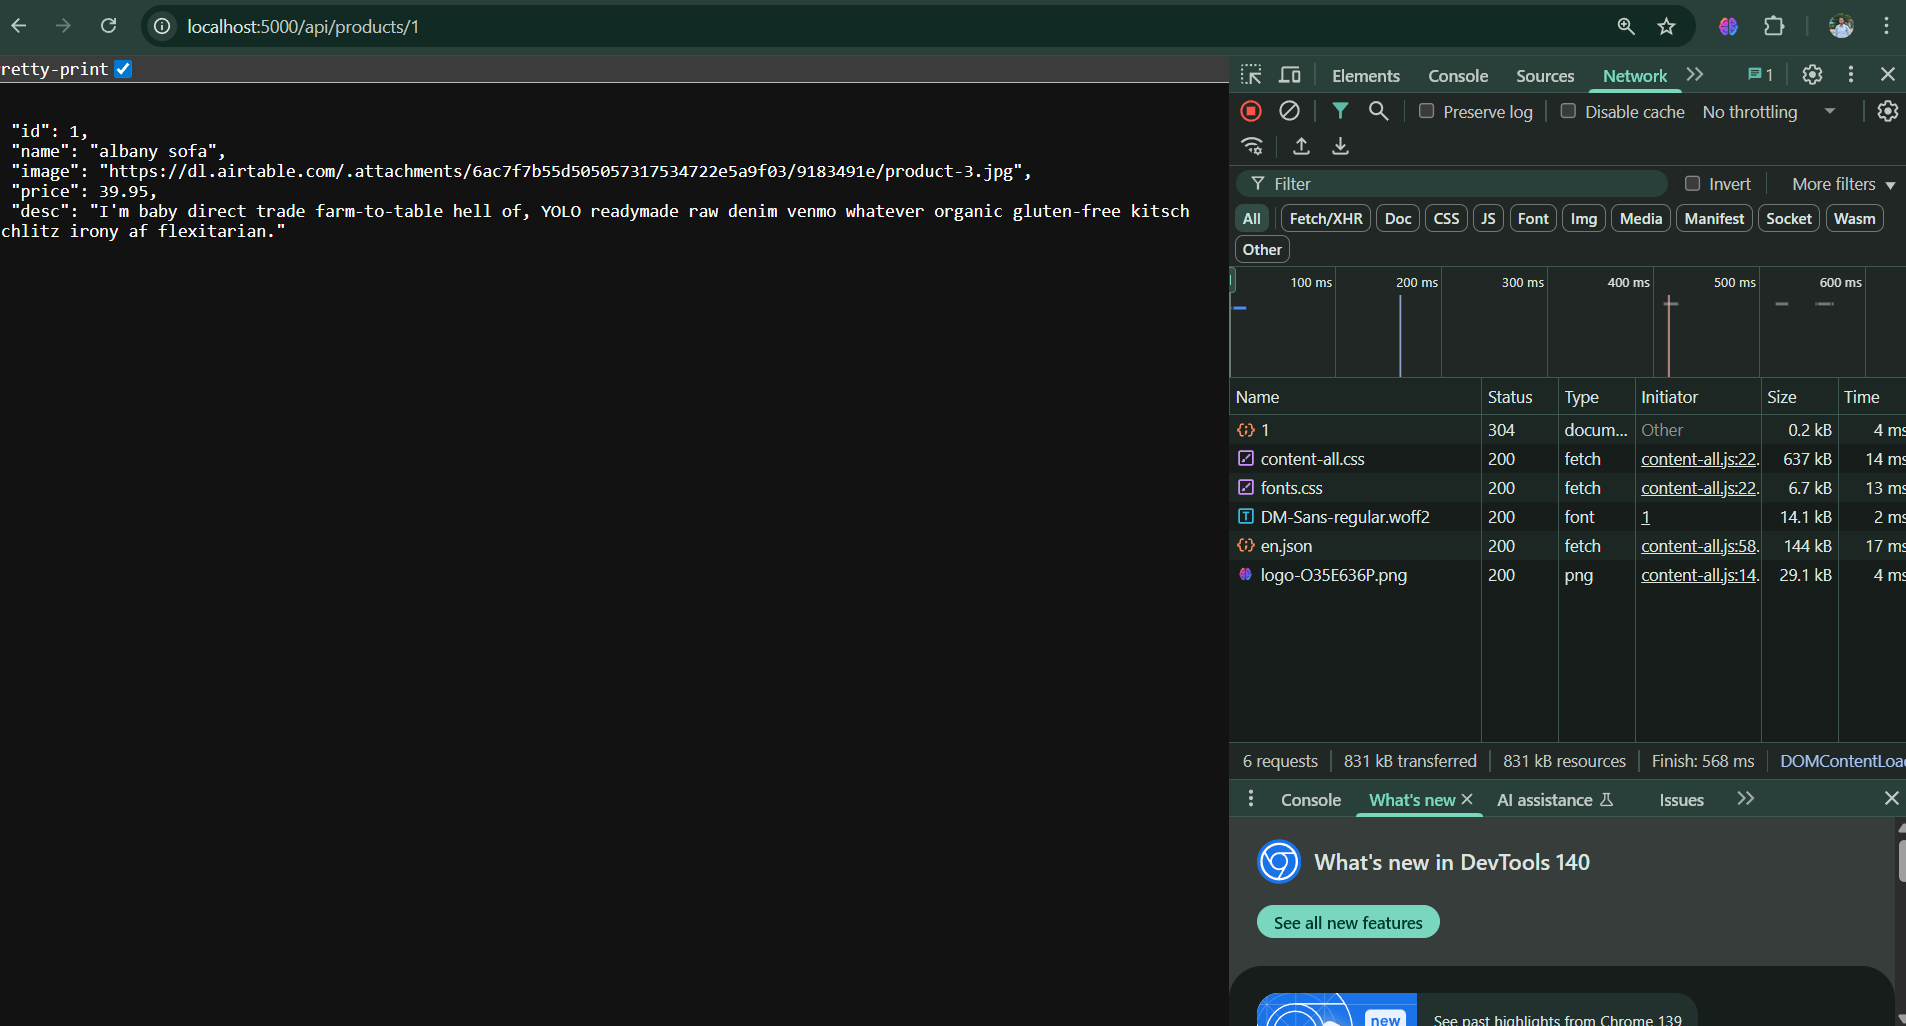 localhost:5000/api/products/1
retty-print
"id": 1,
"name": "albany sofa",
"image": "https://dl.airtable.com/.attachments/6ac7f7b55d505057317534722e5a9f03/9183491e/product-3.jpg",
"price": 39.95,
"desc": "I'm baby direct trade farm-to-table hell of, YOLO readymade raw denim venmo whatever organic gluten-free kitsch
chlitz irony af flexitarian."
Elements Console Sources Network 1
Preserve log Disable cache No throttling
Filter Invert More filters
All Fetch/XHR Doc CSS JS Font Img Media Manifest Socket Wasm
Other
100 ms 200 ms 300 ms 400 ms 500 ms 600 ms
Name Status Type Initiator Size Time
1 304 docum... Other 0.2 kB 4 ms
content-all.css 200 fetch content-all.js:22. 637 kB 14 ms
fonts.css 200 fetch content-all.js:22. 6.7 kB 13 ms
DM-Sans-regular.woff2 200 font 1 14.1 kB 2 ms
en.json 200 fetch content-all.js:58. 144 kB 17 ms
logo-O35E636P.png 200 png content-all.js:14. 29.1 kB 4 ms
6 requests 831 kB transferred 831 kB resources Finish: 568 ms DOMContentLoa
Console What's new AI assistance Issues
What's new in DevTools 140
See all new features
new
See past highlights from Chrome 139